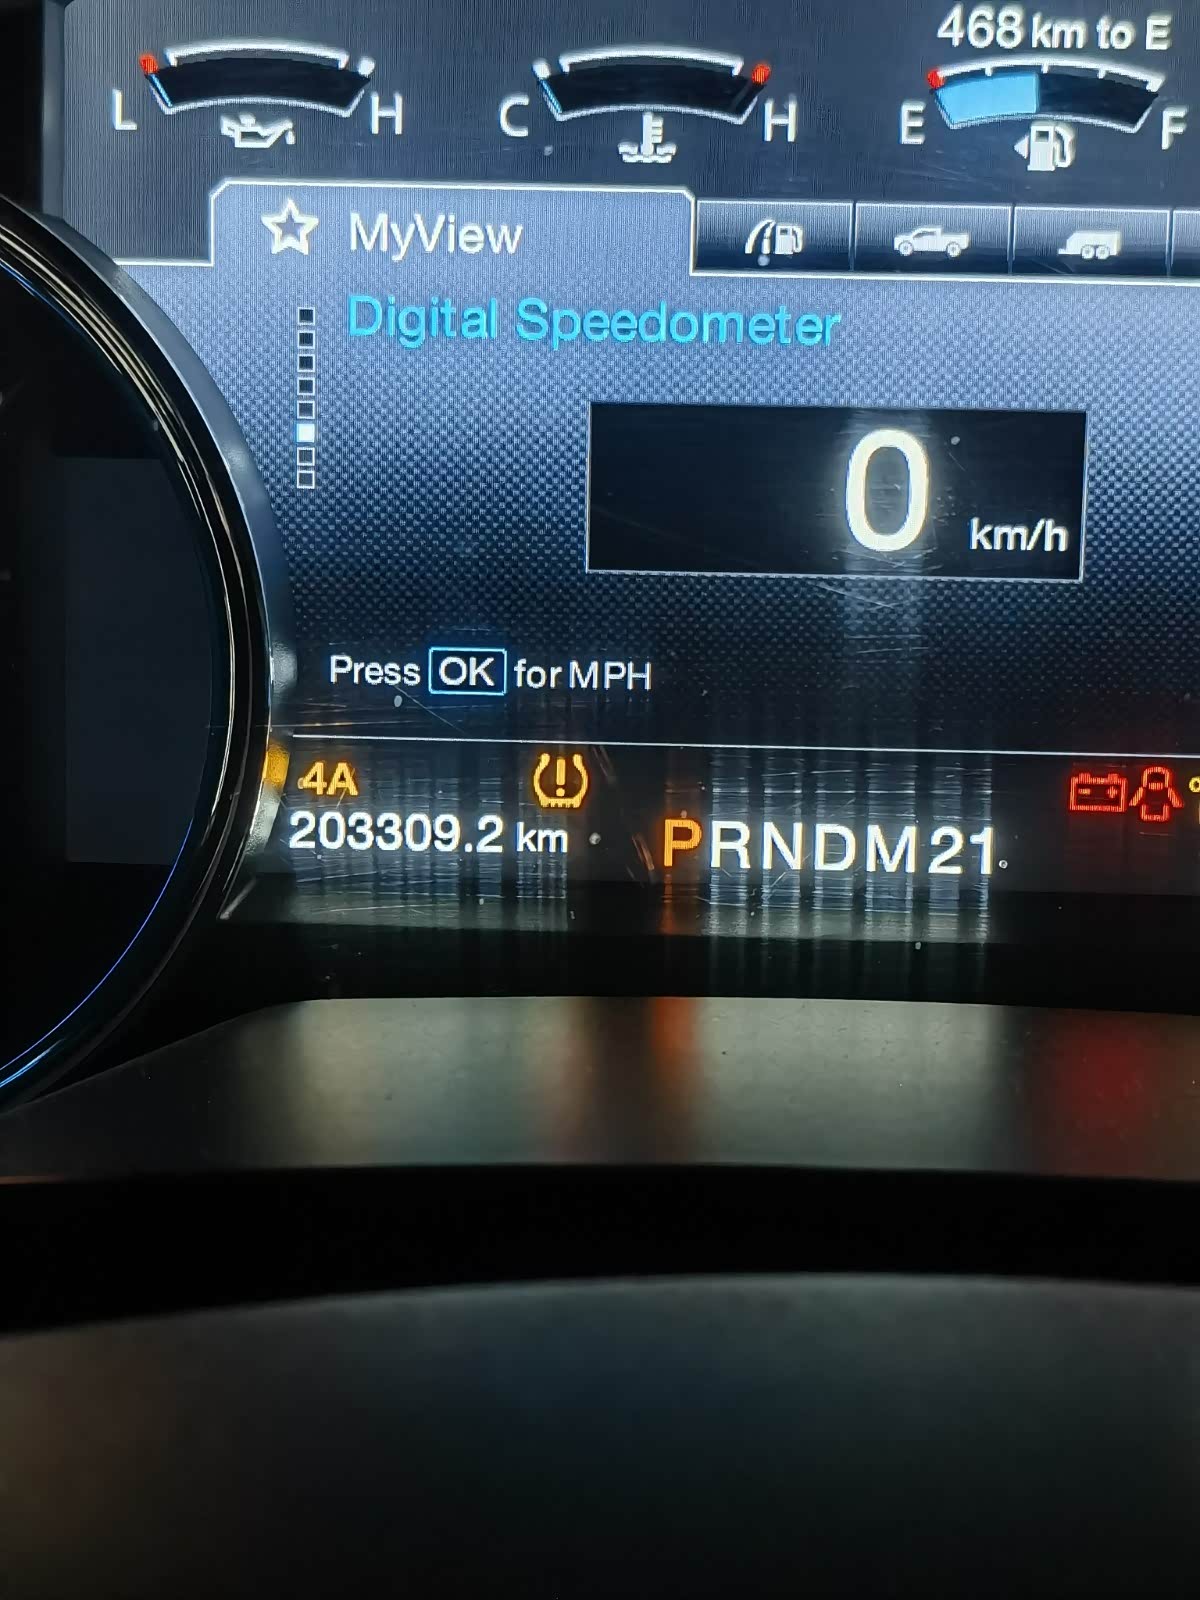 468 km to E
L H C H E F
MyView
Digital Speedometer
0 km/h
Press OK for MPH
4A
203309.2 km PRNDM21